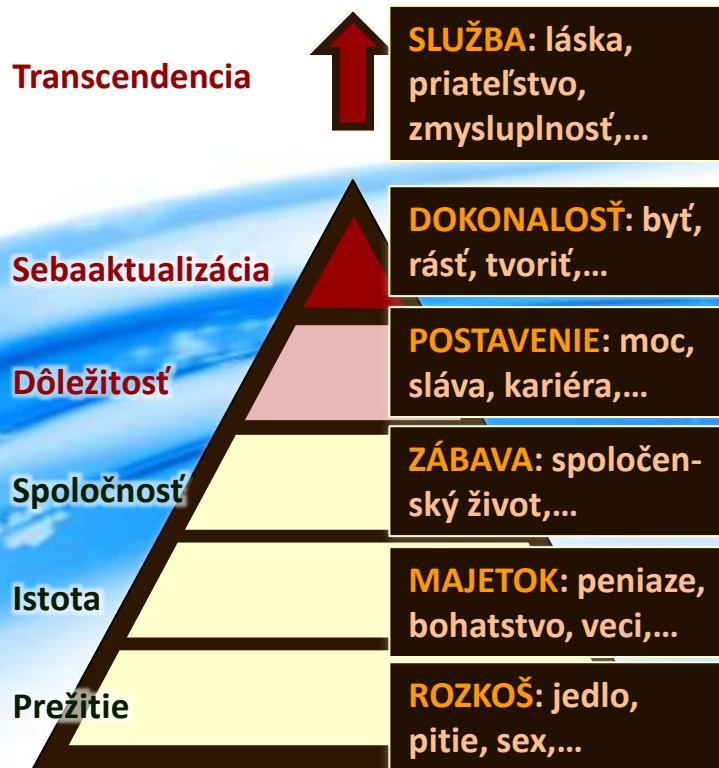 Transcendencia
SLUŽBA: láska,
priateľstvo,
zmysluplnosť,...
Sebaaktualizácia
DOKONALOSŤ: byť,
rásť, tvoriť,...
Dôležitosť
POSTAVENIE: moc,
sláva, kariéra,...
Spoločnosť
ZÁBAVA: spoločen-
ský život,...
Istota
MAJETOK: peniaze,
bohatstvo, veci,...
Prežitie
ROZKOŠ: jedlo,
pitie, sex,...